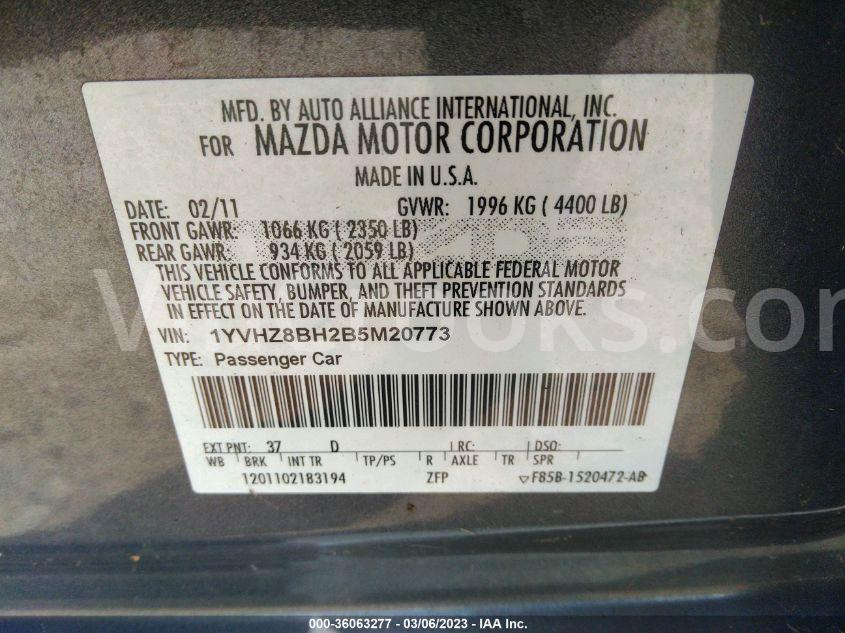 MFD. BY AUTO ALLIANCE INTERNATIONAL, INC.
FOR MAZDA MOTOR CORPORATION
MADE IN U.S.A.
DATE: 02/11 GVWR: 1996 KG ( 4400 LB)
FRONT GAWR: 1066 KG ( 2350 LB)
REAR GAWR: 934 KG ( 2059 LB)
THIS VEHICLE CONFORMS TO ALL APPLICABLE FEDERAL MOTOR
VEHICLE SAFETY, BUMPER, AND THEFT PREVENTION STANDARDS
IN EFFECT ON THE DATE OF MANUFACTURE SHOWN ABOVE.
VIN: 1YVHZ8BH2B5M20773
TYPE: Passenger Car
EXT PNT: 37 D RC: DSO:
WB BRK INT TR TP/PS R AXLE TR SPR
1201102183194 ZFP ▽F85B-1520472-AB
000-36063277 - 03/06/2023 - © IAA Inc.